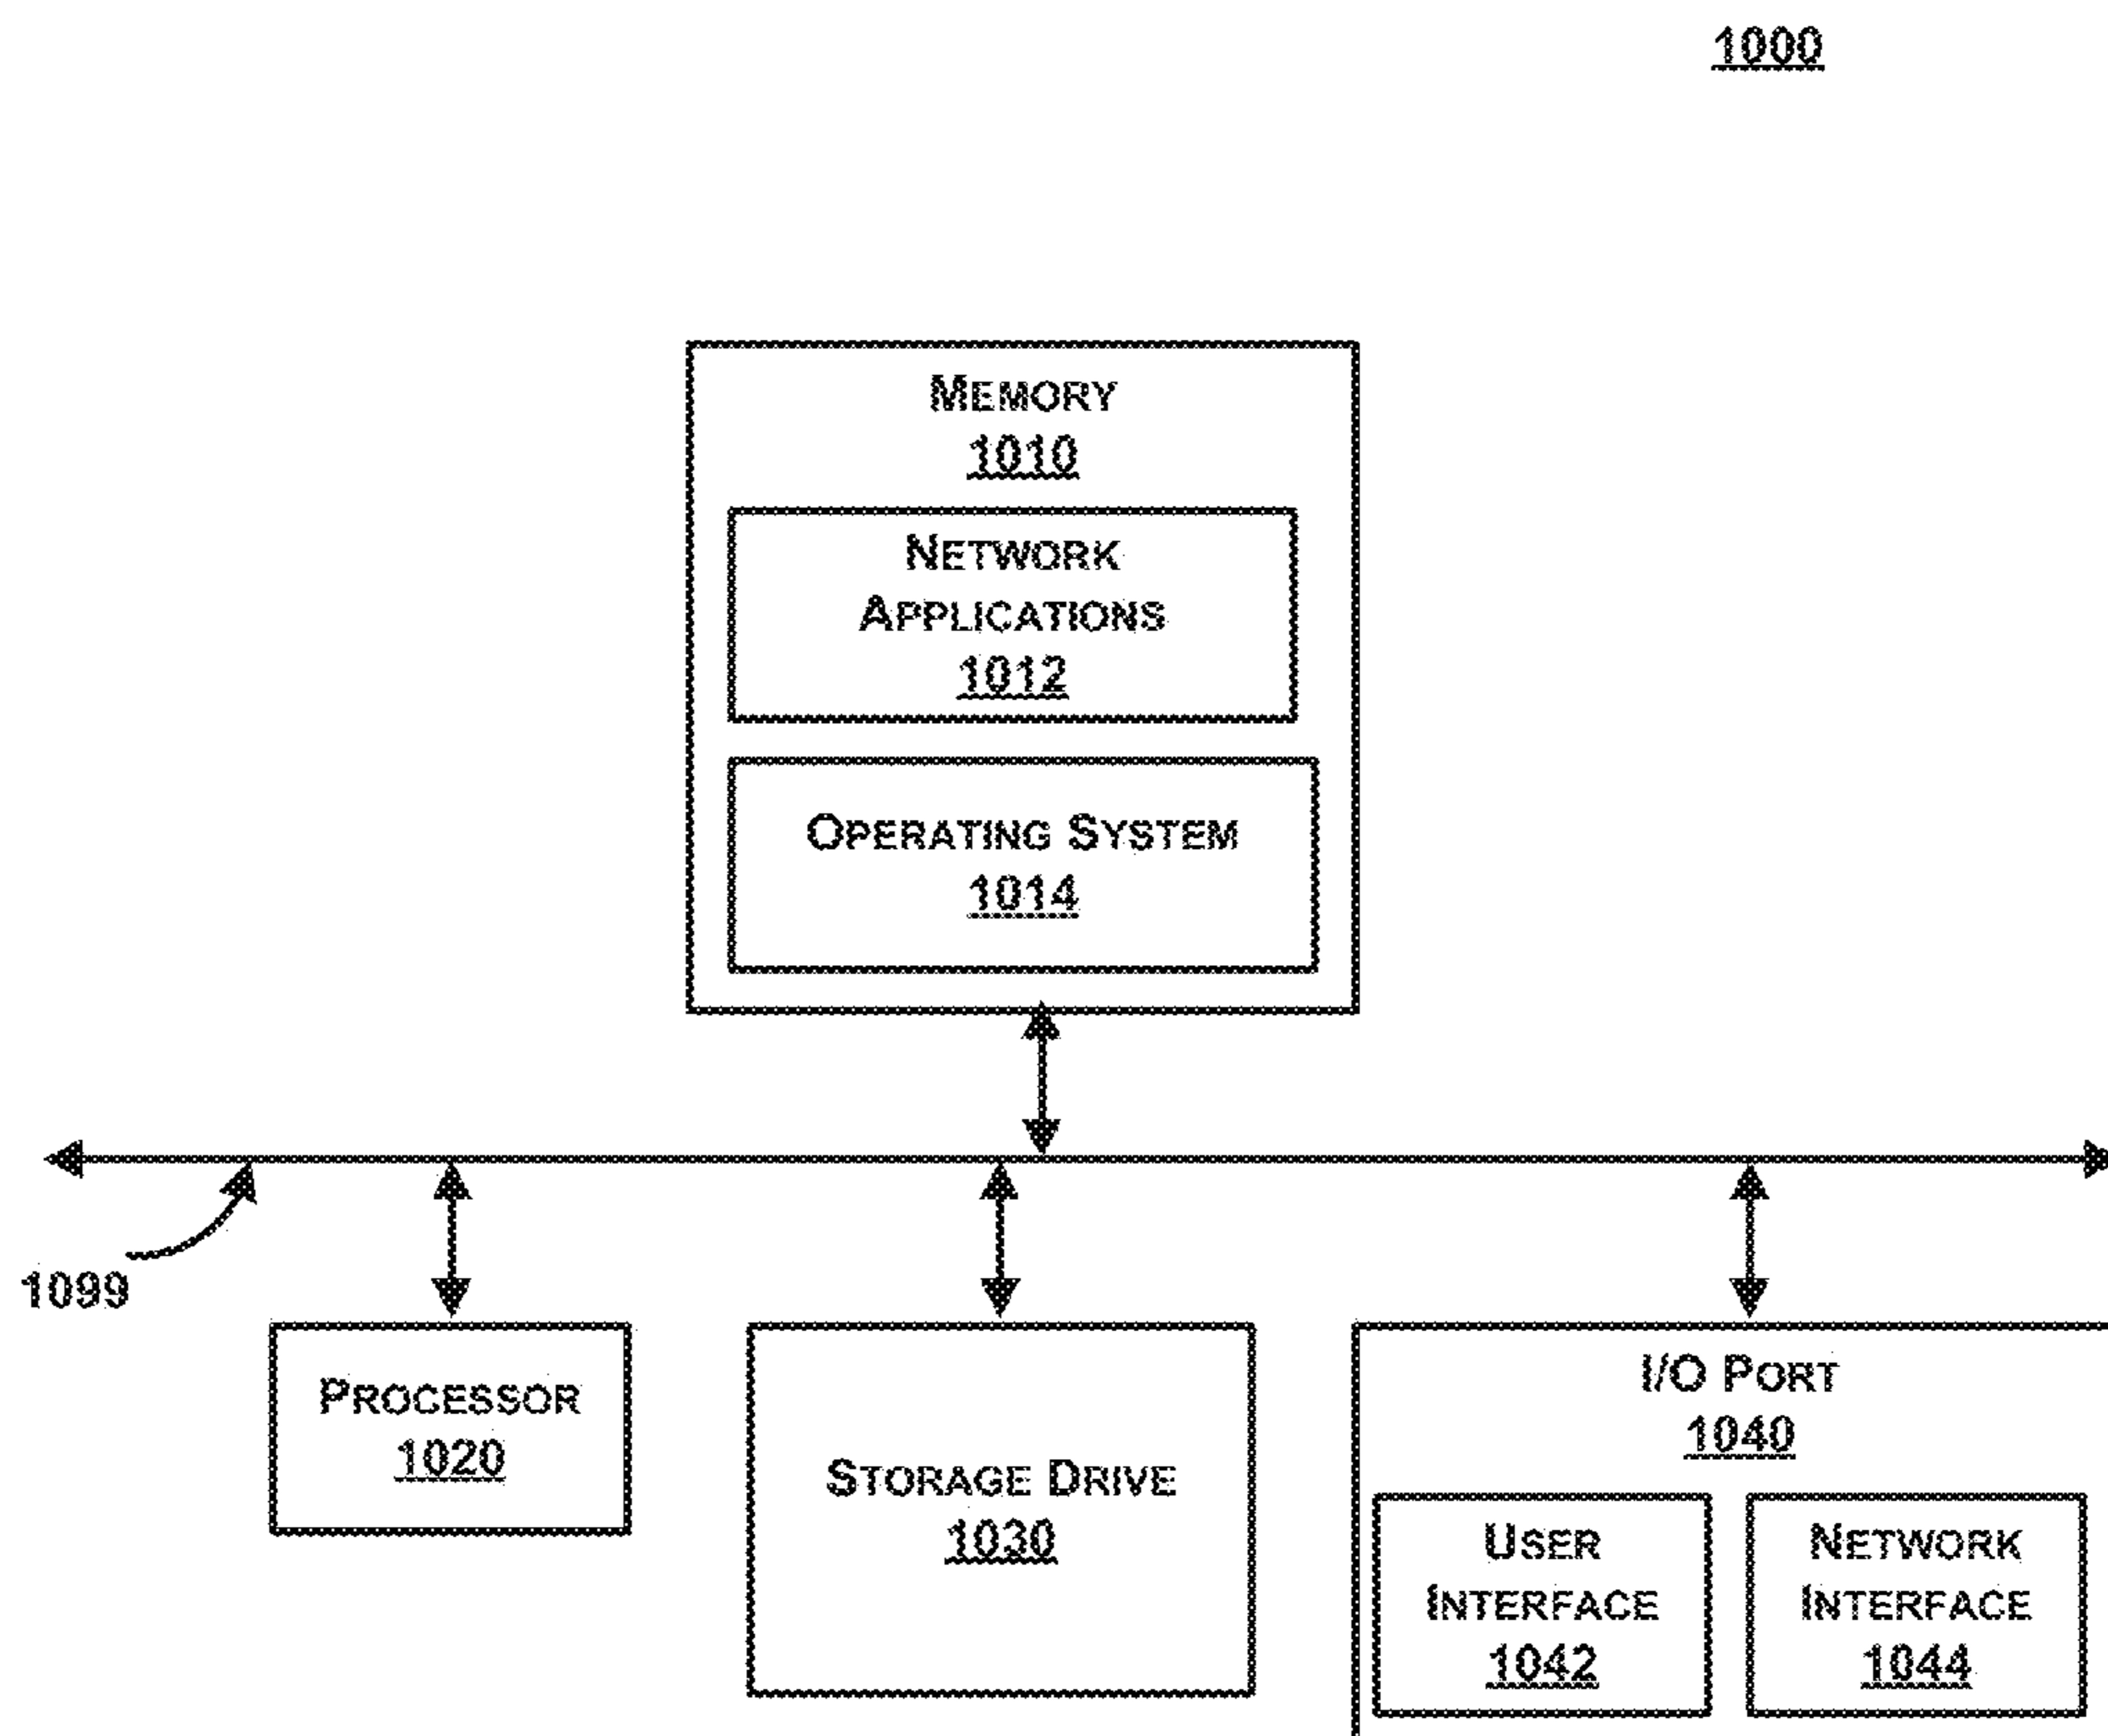 1000
MEMORY
1010
NETWORK
APPLICATIONS
1012
OPERATING SYSTEM
1014
1099
PROCESSOR
1020
STORAGE DRIVE
1030
I/O PORT
1040
USER
INTERFACE
1042
NETWORK
INTERFACE
1044